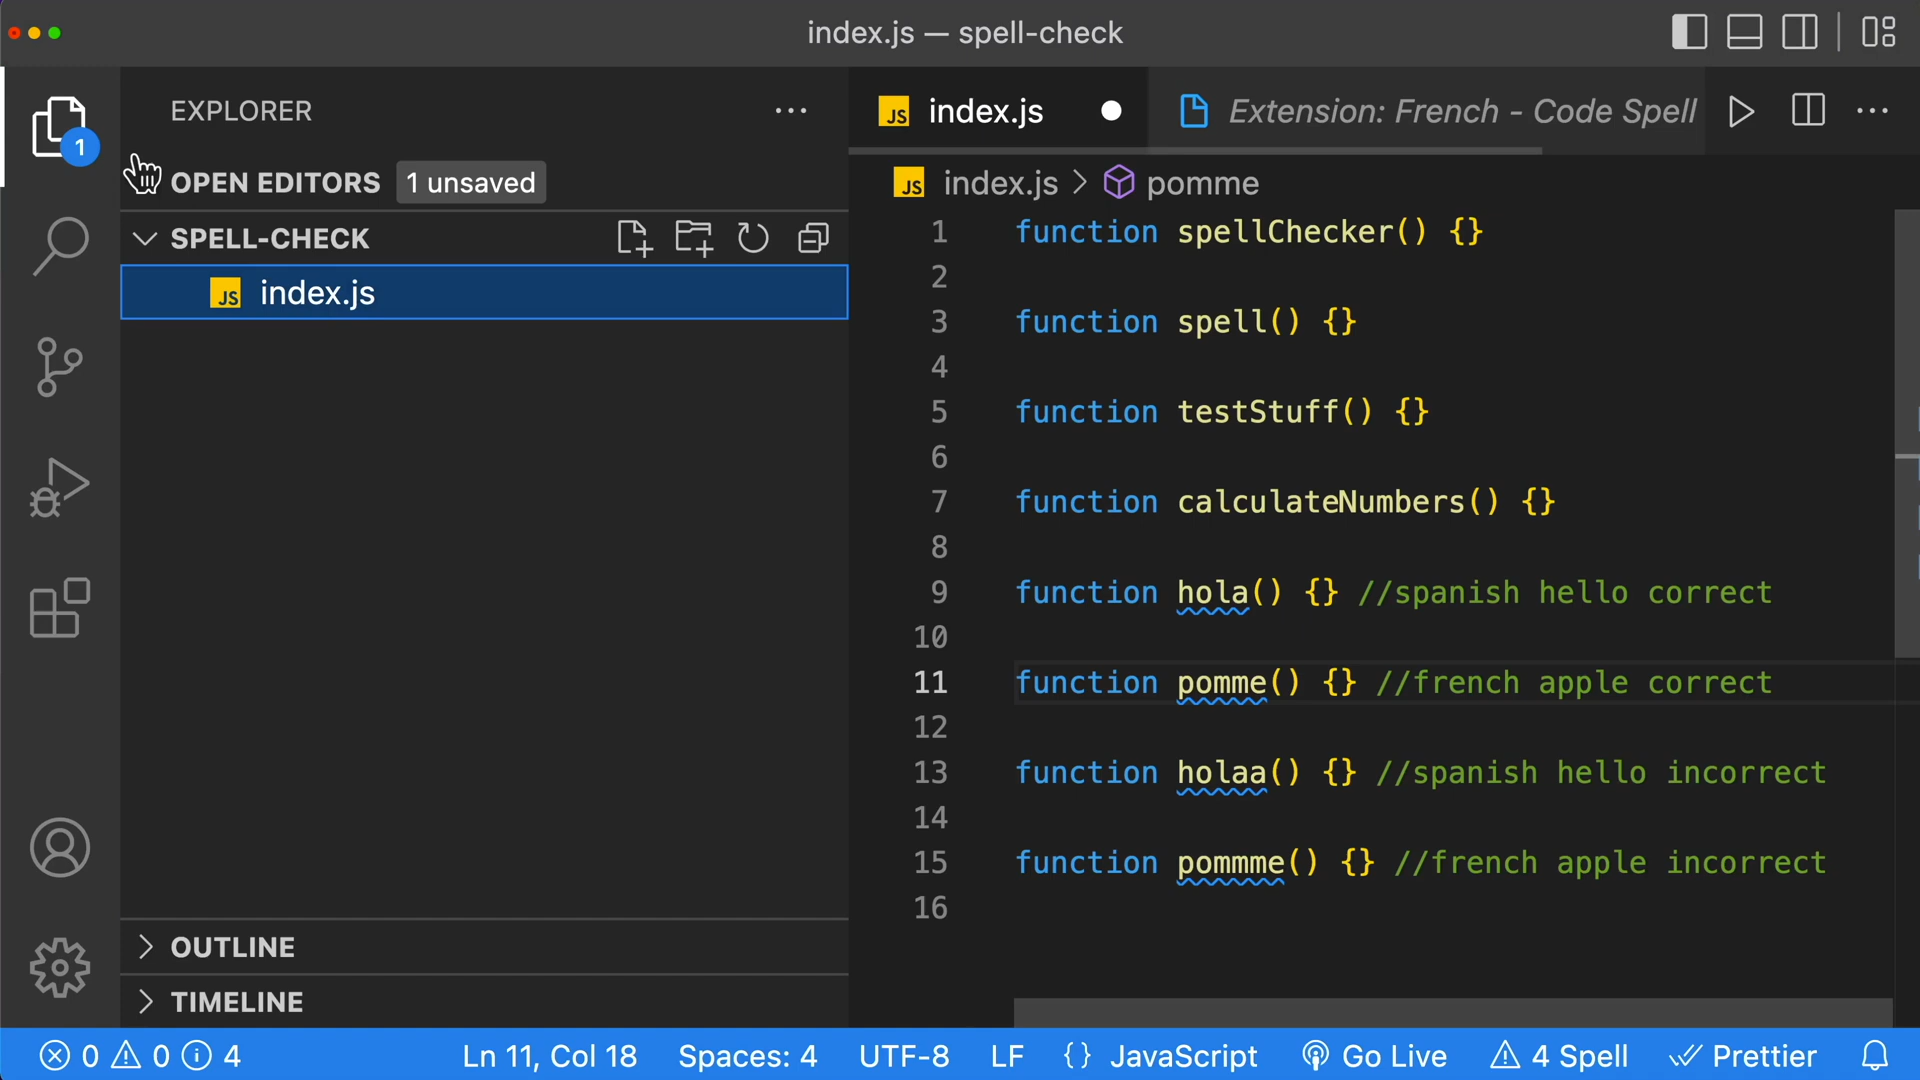 index.js — spell-check
EXPLORER
1
OPEN EDITORS 1 unsaved
SPELL-CHECK
JS index.js
OUTLINE
TIMELINE
JS index.js
Extension: French - Code Spell
JS index.js > pomme
1 function spellChecker() {}
2
3 function spell() {}
4
5 function testStuff() {}
6
7 function calculateNumbers() {}
8
9 function hola() {} //spanish hello correct
10
11 function pomme() {} //french apple correct
12
13 function holaa() {} //spanish hello incorrect
14
15 function pommme() {} //french apple incorrect
16
0 0 4 Ln 11, Col 18 Spaces: 4 UTF-8 LF {} JavaScript Go Live 4 Spell Prettier